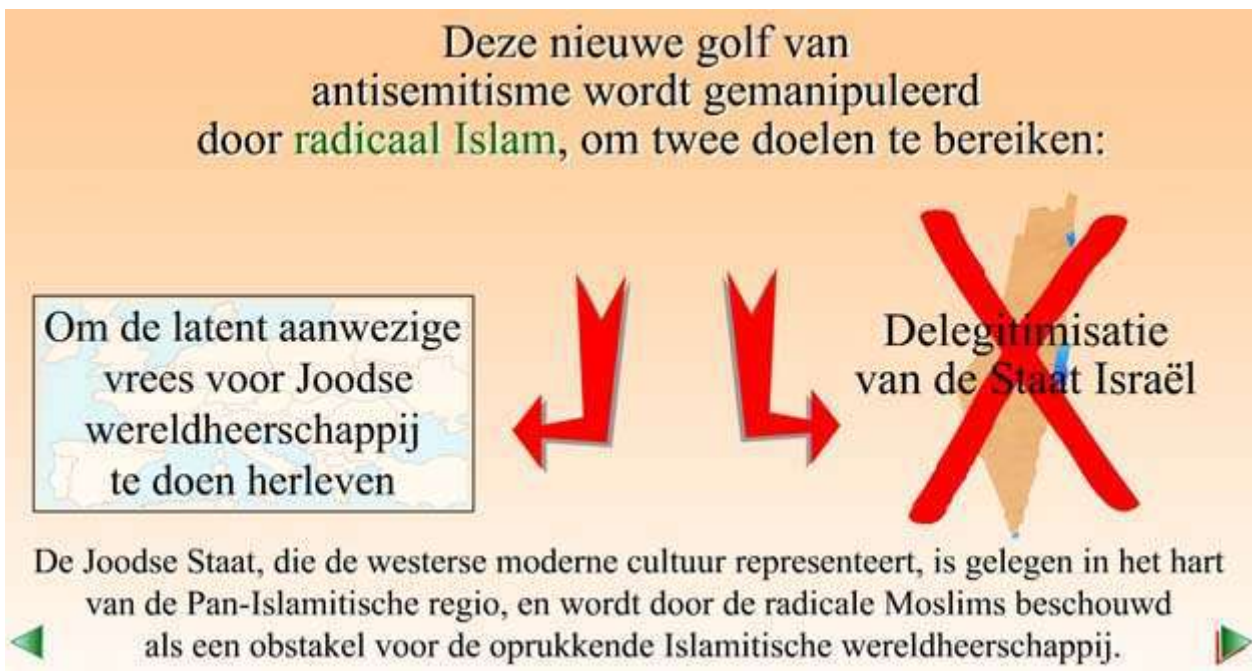 Deze nieuwe golf van
antisemitisme wordt gemanipuleerd
door radicaal Islam, om twee doelen te bereiken:
Om de latent aanwezige
vrees voor Joodse
wereldheerschappij
te doen herleven
Delegitimisatie
van de Staat Israël
De Joodse Staat, die de westerse moderne cultuur representeert, is gelegen in het hart
van de Pan-Islamitische regio, en wordt door de radicale Moslims beschouwd
als een obstakel voor de oprukkende Islamitische wereldheerschappij.